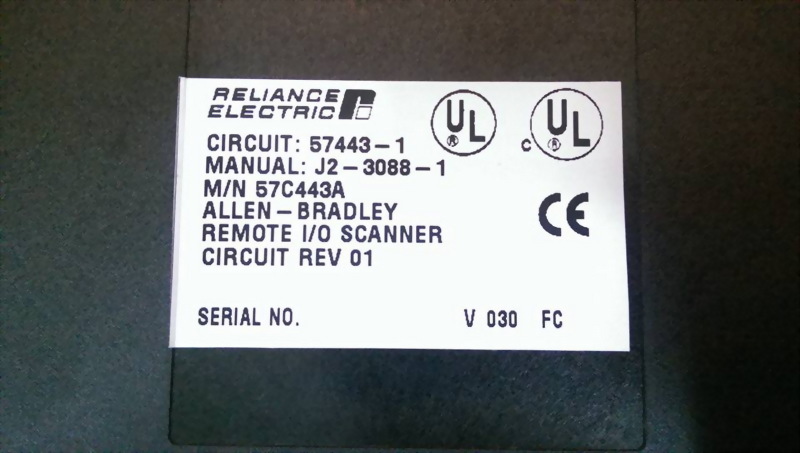 RELIANCE
ELECTRIC
UL
®
C UL
®
CIRCUIT: 57443-1
MANUAL: J2-3088-1
M/N 57C443A
ALLEN-BRADLEY
REMOTE I/O SCANNER
CIRCUIT REV 01
CE
SERIAL NO. V 030 FC